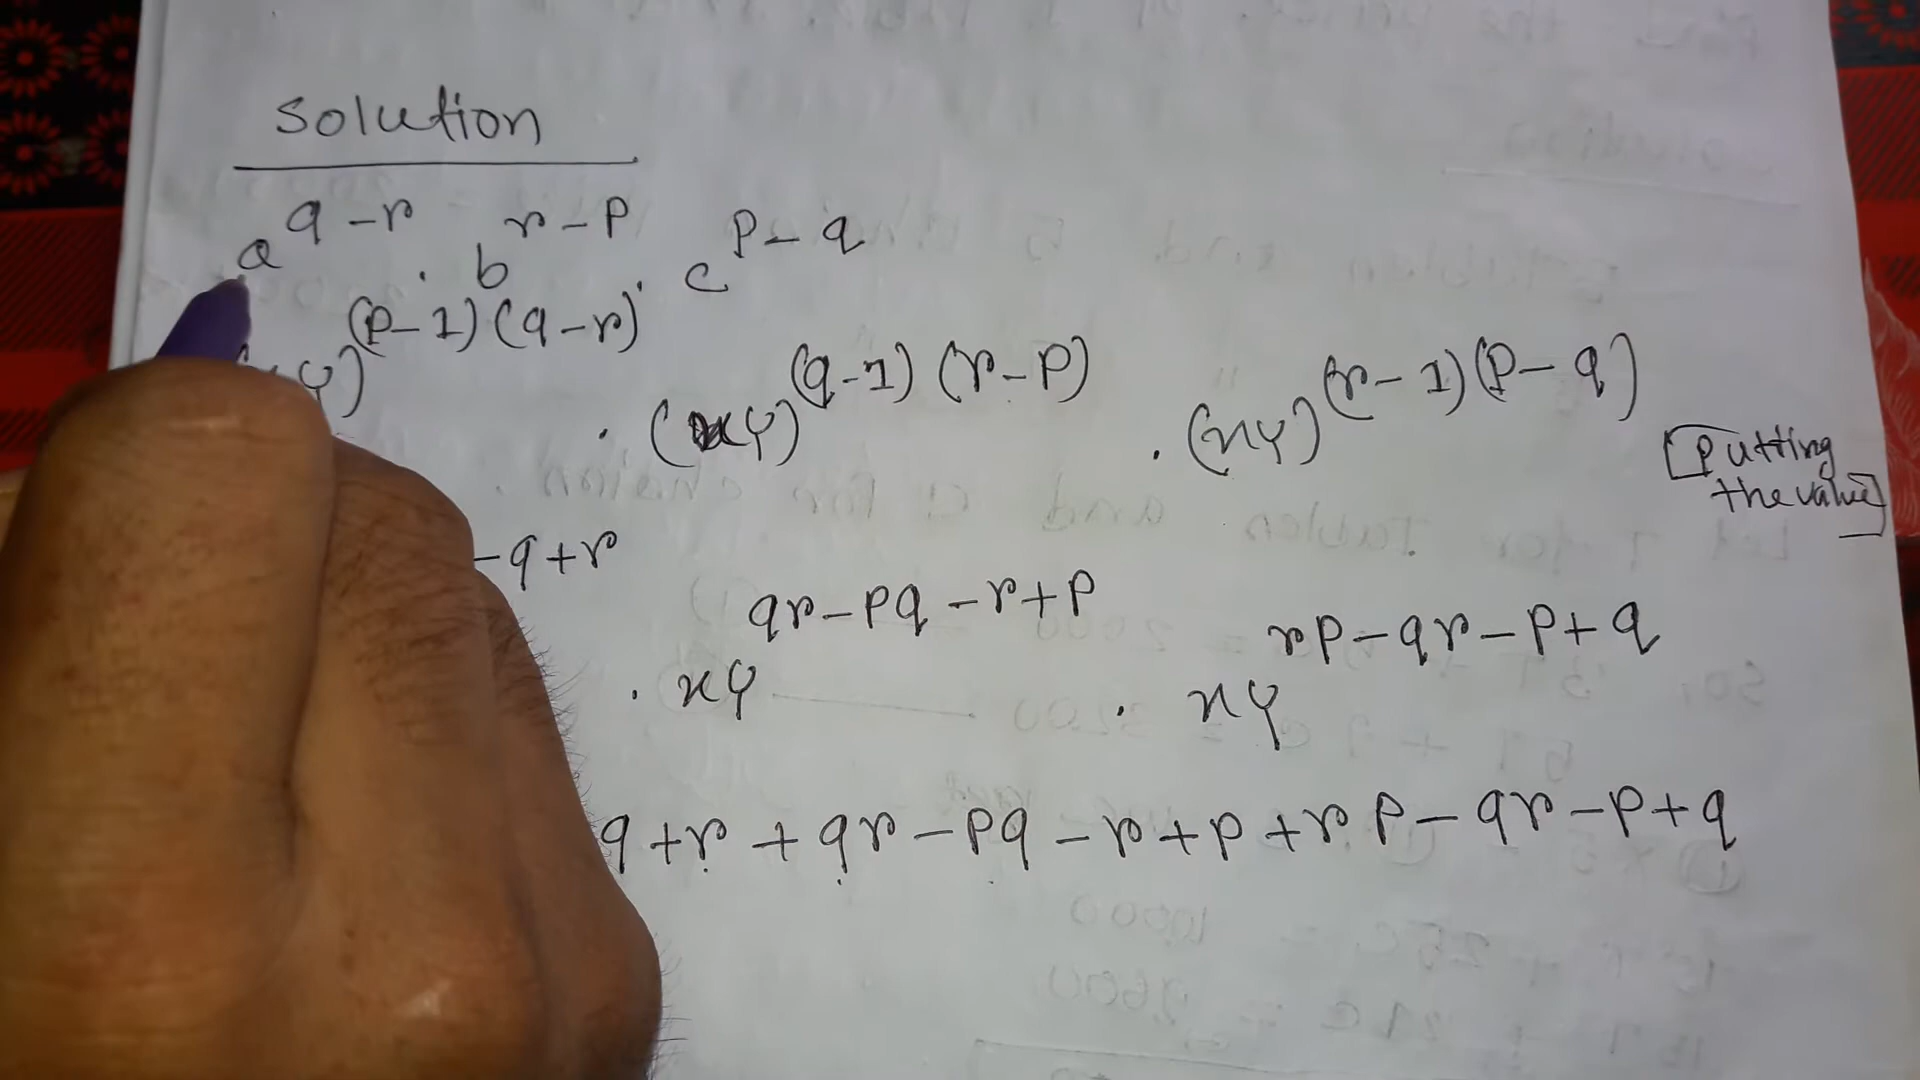 Solution
a^{q-r} . b^{r-p} . c^{p-q}
y)^{(p-1)(q-r)} . (xy)^{(q-1)(r-p)} . (xy)^{(r-1)(p-q)} [Putting the value]
-q+r . xy^{qr-pq-r+p} . xy^{rp-qr-p+q}
q+r+qr-pq-r+p+rp-qr-p+q